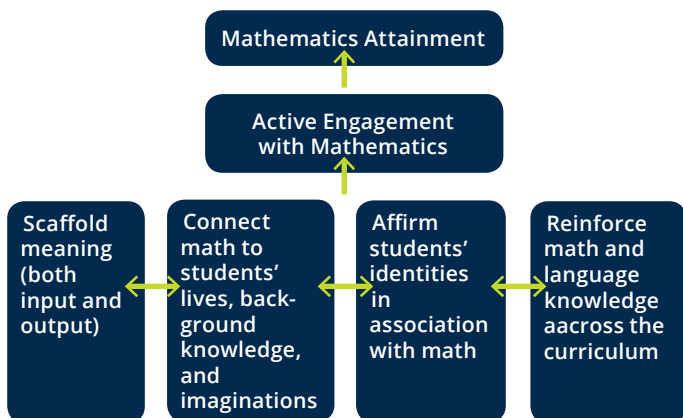 Mathematics Attainment
Active Engagement
with Mathematics
Scaffold
meaning
(both
input and
output)
Connect
math to
students’
lives, back-
ground
knowledge,
and
imaginations
Affirm
students’
identities
in
association
with math
Reinforce
math and
language
knowledge
aacross the
curriculum